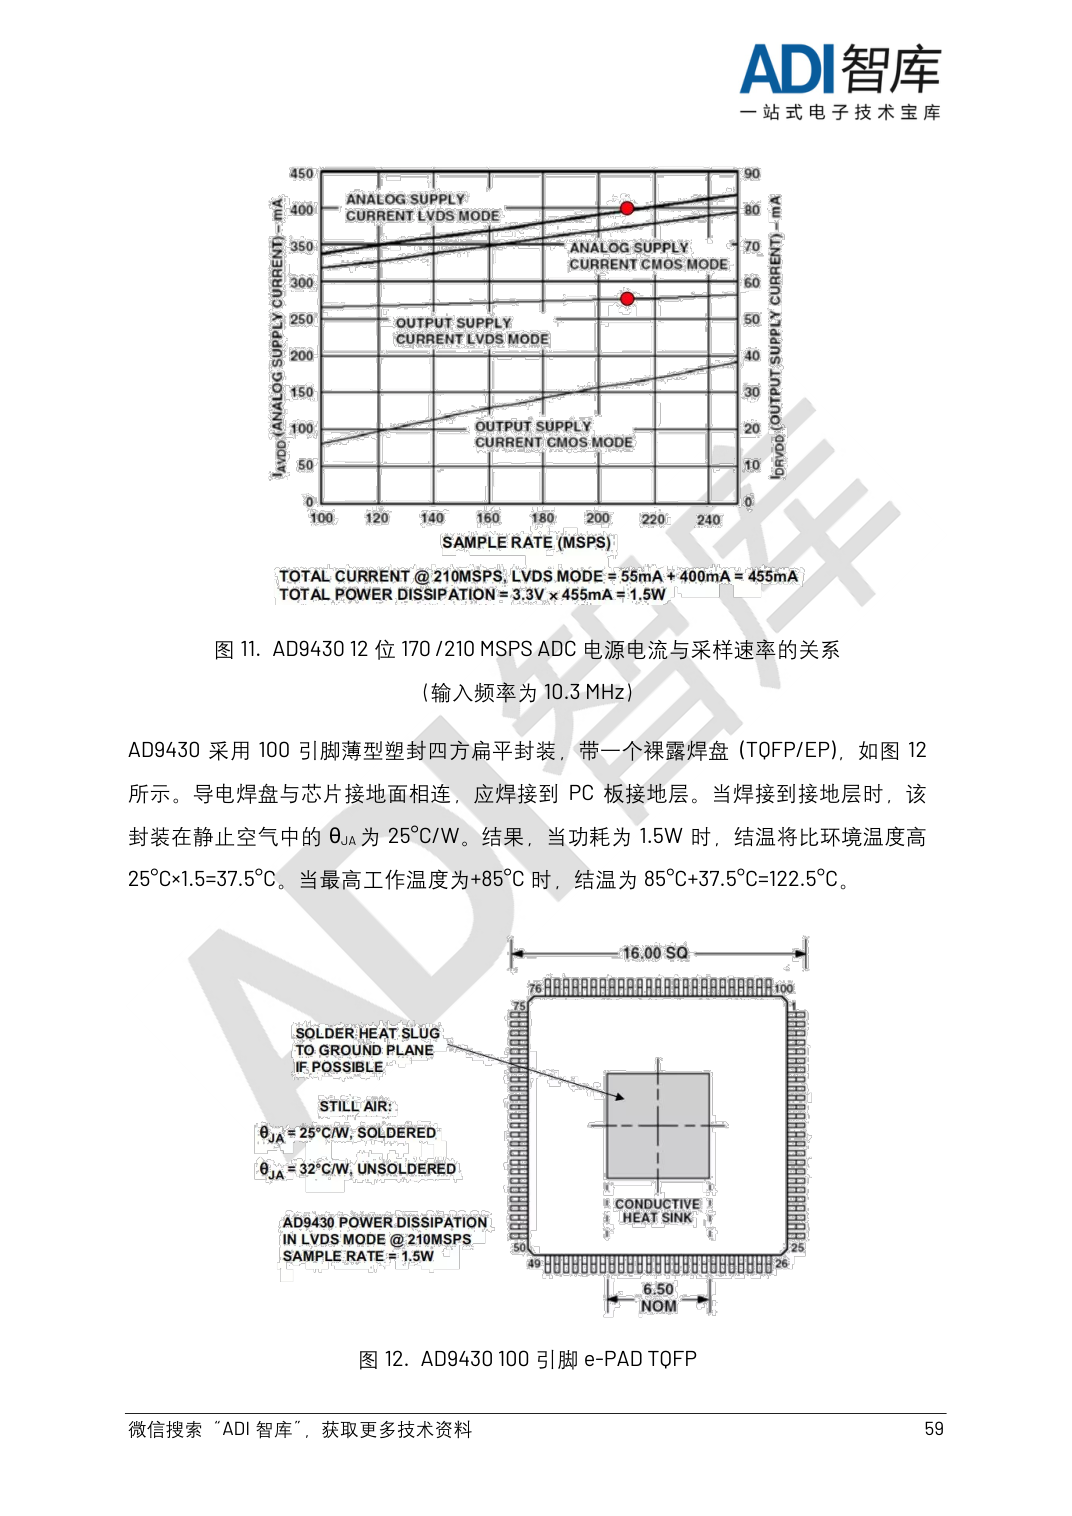 ADI智库
一站式电子技术宝库
450
400
350
300
250
200
150
100
50
0
90
80
70
60
50
40
30
20
10
0
IAVDD (ANALOG SUPPLY CURRENT) – mA
IDRVDD (OUTPUT SUPPLY CURRENT) – mA
ANALOG SUPPLY
CURRENT LVDS MODE
ANALOG SUPPLY
CURRENT CMOS MODE
OUTPUT SUPPLY
CURRENT LVDS MODE
OUTPUT SUPPLY
CURRENT CMOS MODE
100 120 140 160 180 200 220 240
SAMPLE RATE (MSPS)
TOTAL CURRENT @ 210MSPS, LVDS MODE = 55mA + 400mA = 455mA
TOTAL POWER DISSIPATION = 3.3V × 455mA = 1.5W
图 11. AD9430 12 位 170 /210 MSPS ADC 电源电流与采样速率的关系
(输入频率为 10.3 MHz)
AD9430 采用 100 引脚薄型塑封四方扁平封装，带一个裸露焊盘 (TQFP/EP)，如图 12
所示。导电焊盘与芯片接地面相连，应焊接到 PC 板接地层。当焊接到接地层时，该
封装在静止空气中的 θJA 为 25°C/W。结果，当功耗为 1.5W 时，结温将比环境温度高
25°C×1.5=37.5°C。当最高工作温度为+85°C 时，结温为 85°C+37.5°C=122.5°C。
16.00 SQ
76
100
75
1
SOLDER HEAT SLUG
TO GROUND PLANE
IF POSSIBLE
STILL AIR:
θJA = 25°C/W, SOLDERED
θJA = 32°C/W, UNSOLDERED
CONDUCTIVE
HEAT SINK
AD9430 POWER DISSIPATION
IN LVDS MODE @ 210MSPS
SAMPLE RATE = 1.5W
50
25
49
26
6.50
NOM
图 12. AD9430 100 引脚 e-PAD TQFP
微信搜索“ADI 智库”，获取更多技术资料
59
ADI智库